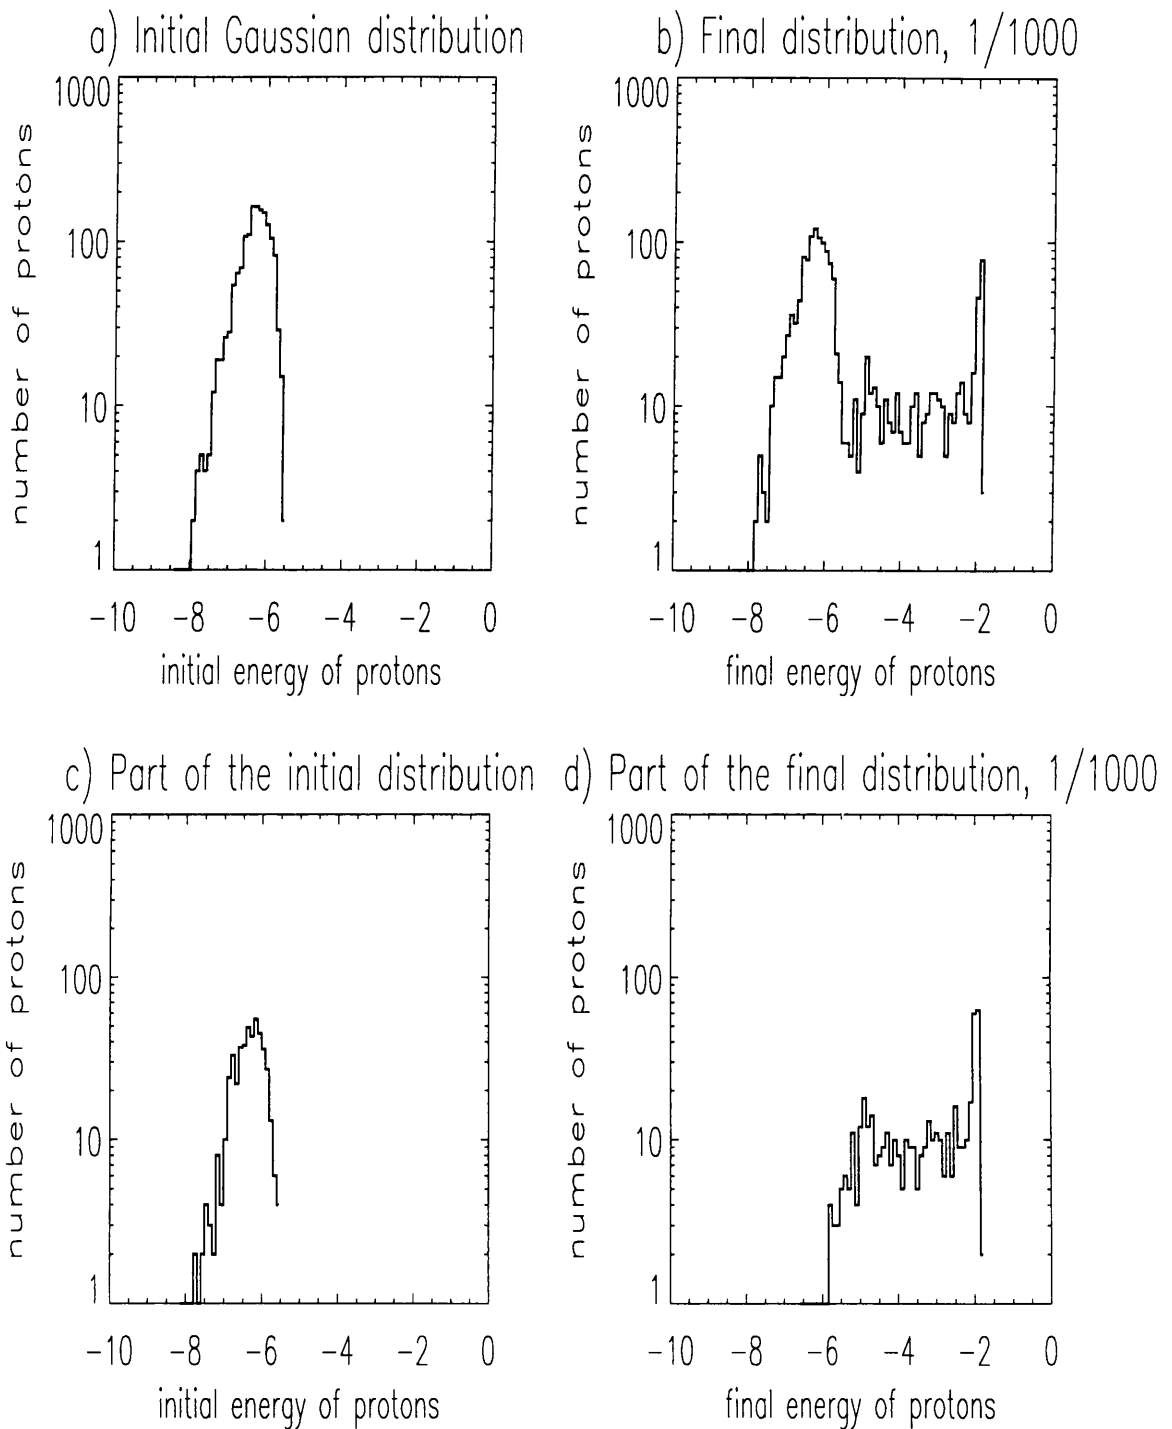 a) Initial Gaussian distribution
b) Final distribution, 1/1000
1000
100
10
1
number of protons
-10 -8 -6 -4 -2 0
initial energy of protons
1000
100
10
1
number of protons
-10 -8 -6 -4 -2 0
final energy of protons
c) Part of the initial distribution
d) Part of the final distribution, 1/1000
1000
100
10
1
number of protons
-10 -8 -6 -4 -2 0
initial energy of protons
1000
100
10
1
number of protons
-10 -8 -6 -4 -2 0
final energy of protons